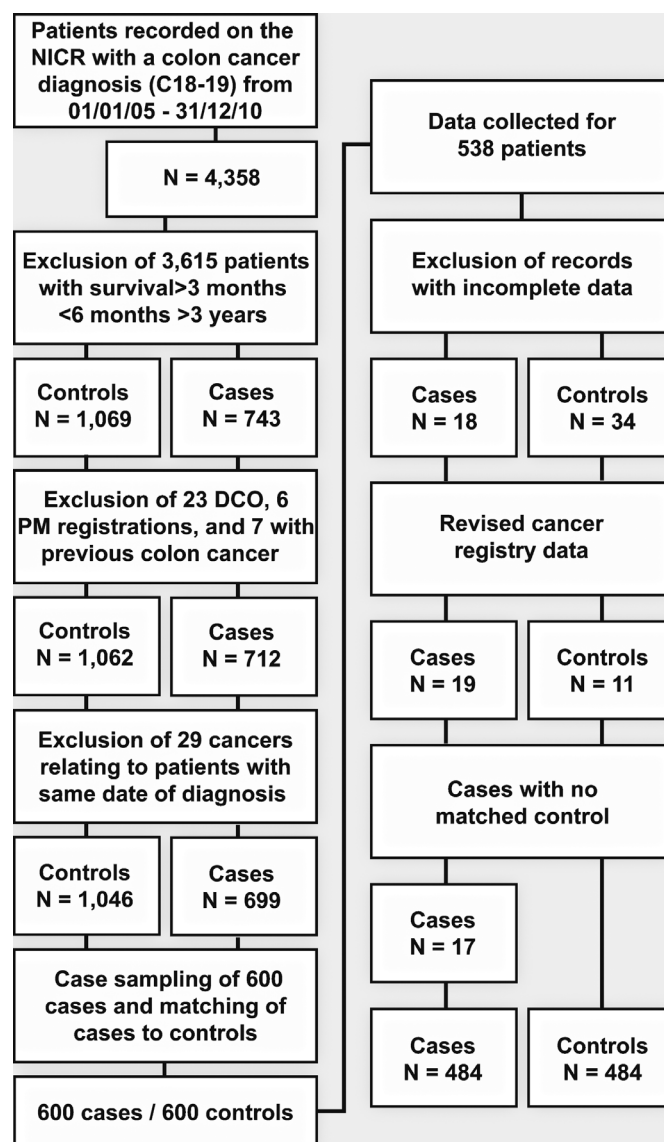 Patients recorded on the
NICR with a colon cancer
diagnosis (C18-19) from
01/01/05 - 31/12/10
N = 4,358
Exclusion of 3,615 patients
with survival>3 months
<6 months >3 years
Controls
N = 1,069
Cases
N = 743
Exclusion of 23 DCO, 6
PM registrations, and 7 with
previous colon cancer
Controls
N = 1,062
Cases
N = 712
Exclusion of 29 cancers
relating to patients with
same date of diagnosis
Controls
N = 1,046
Cases
N = 699
Case sampling of 600
cases and matching of
cases to controls
600 cases / 600 controls
Data collected for
538 patients
Exclusion of records
with incomplete data
Cases
N = 18
Controls
N = 34
Revised cancer
registry data
Cases
N = 19
Controls
N = 11
Cases with no
matched control
Cases
N = 17
Cases
N = 484
Controls
N = 484